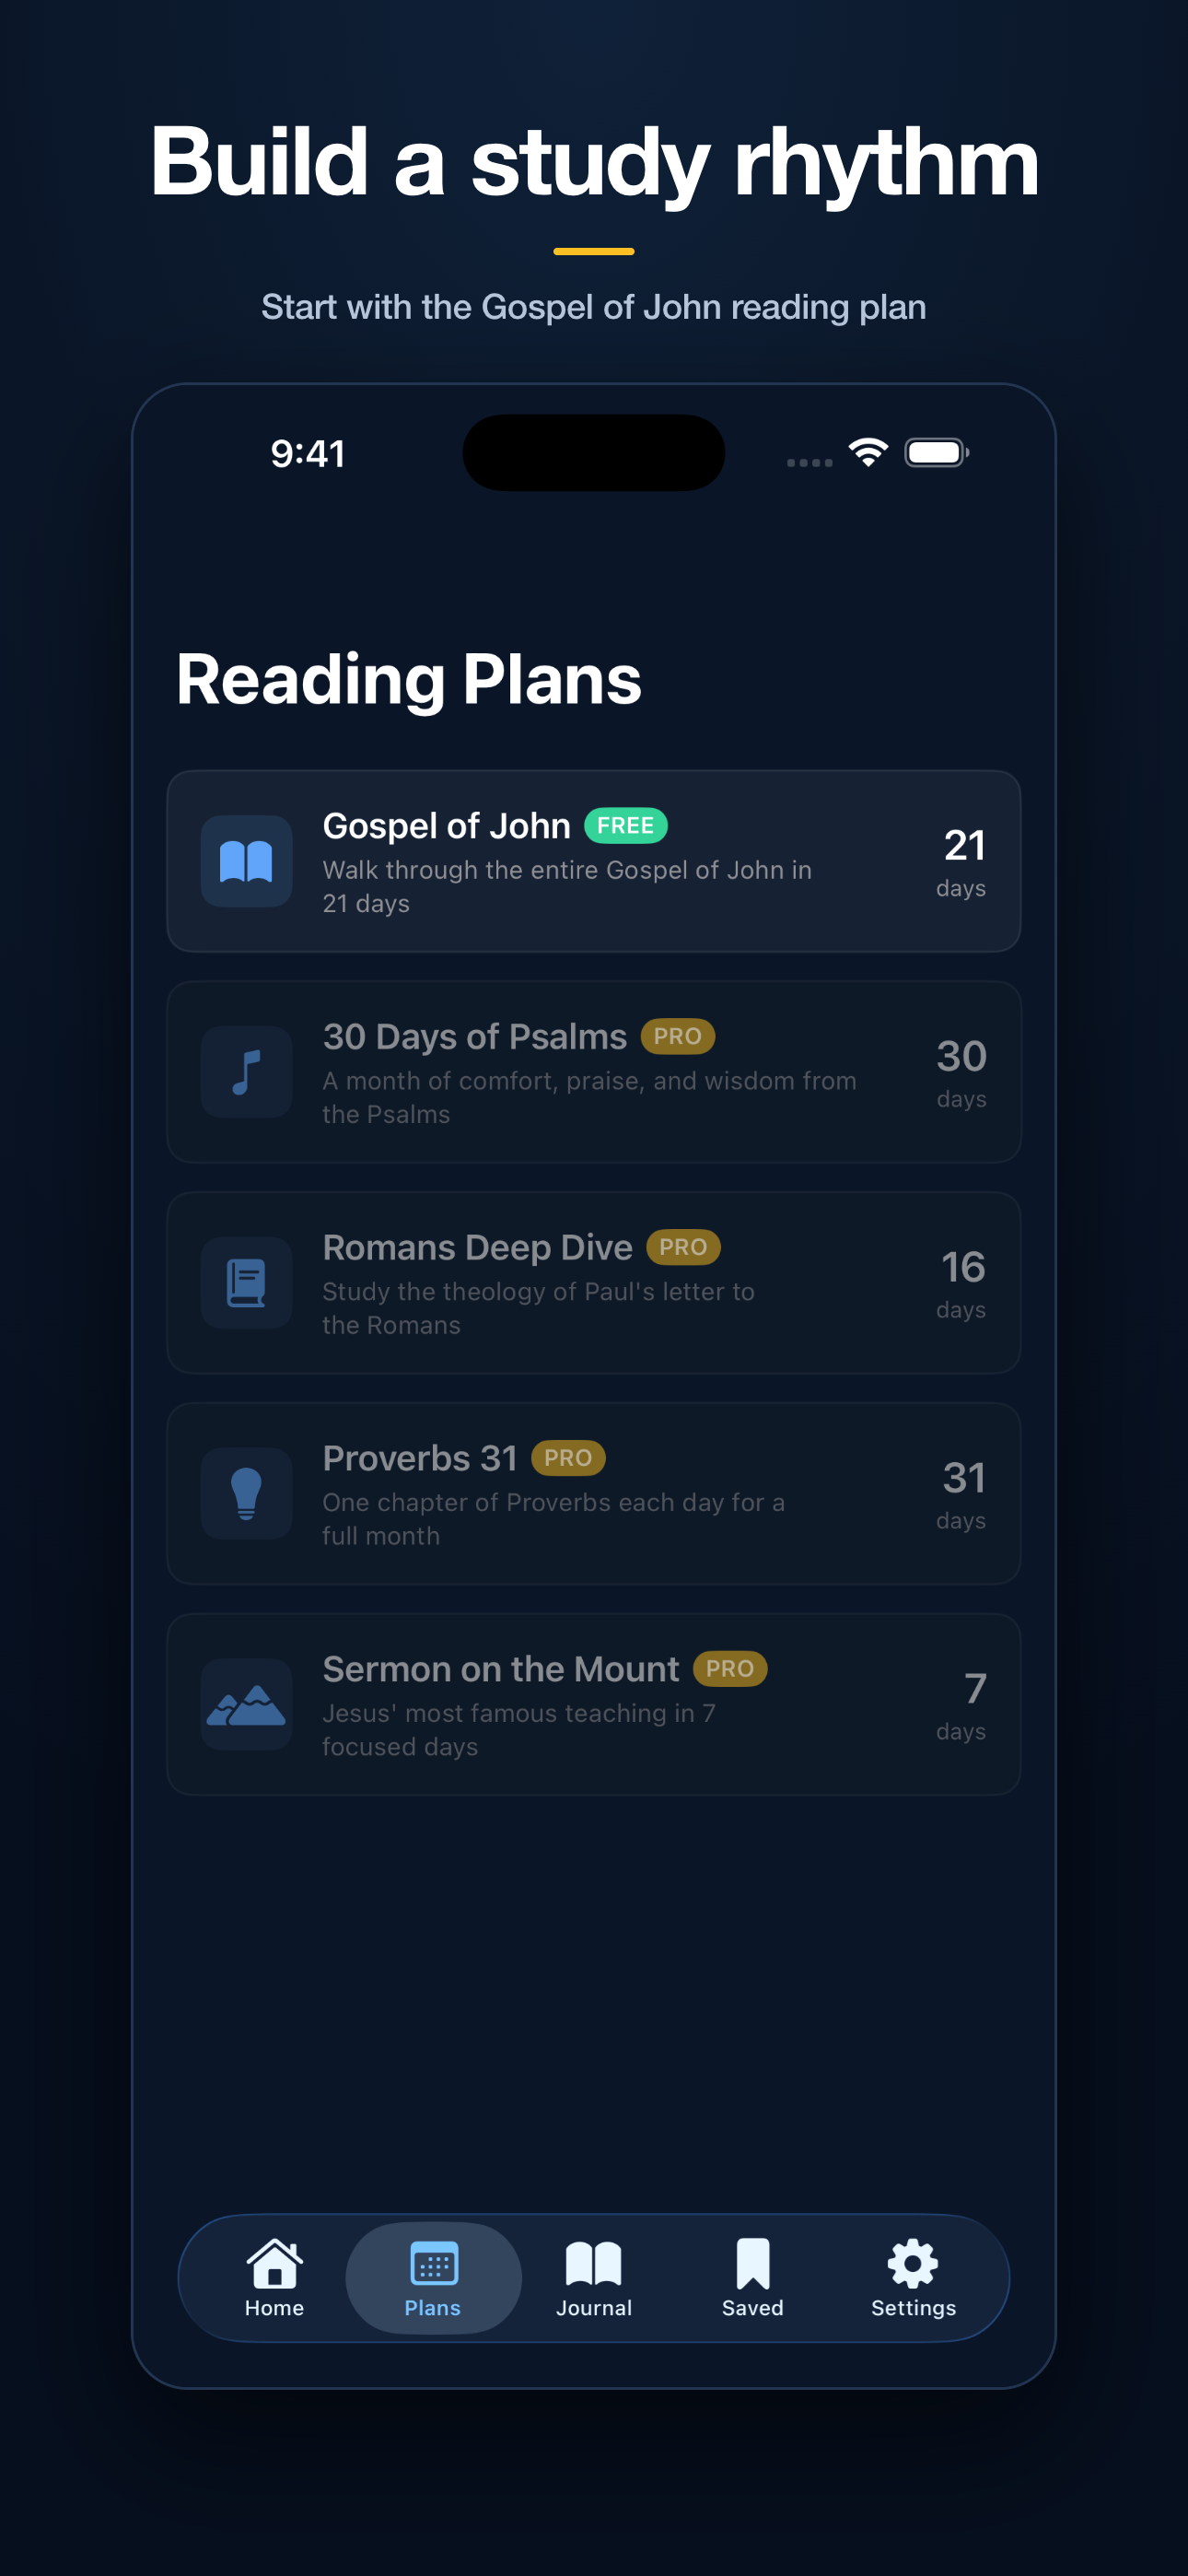 Build a study rhythm
Start with the Gospel of John reading plan
9:41
Reading Plans
Gospel of John FREE
Walk through the entire Gospel of John in
21 days
21
days
30 Days of Psalms PRO
A month of comfort, praise, and wisdom from
the Psalms
30
days
Romans Deep Dive PRO
Study the theology of Paul's letter to
the Romans
16
days
Proverbs 31 PRO
One chapter of Proverbs each day for a
full month
31
days
Sermon on the Mount PRO
Jesus' most famous teaching in 7
focused days
7
days
Home Plans Journal Saved Settings